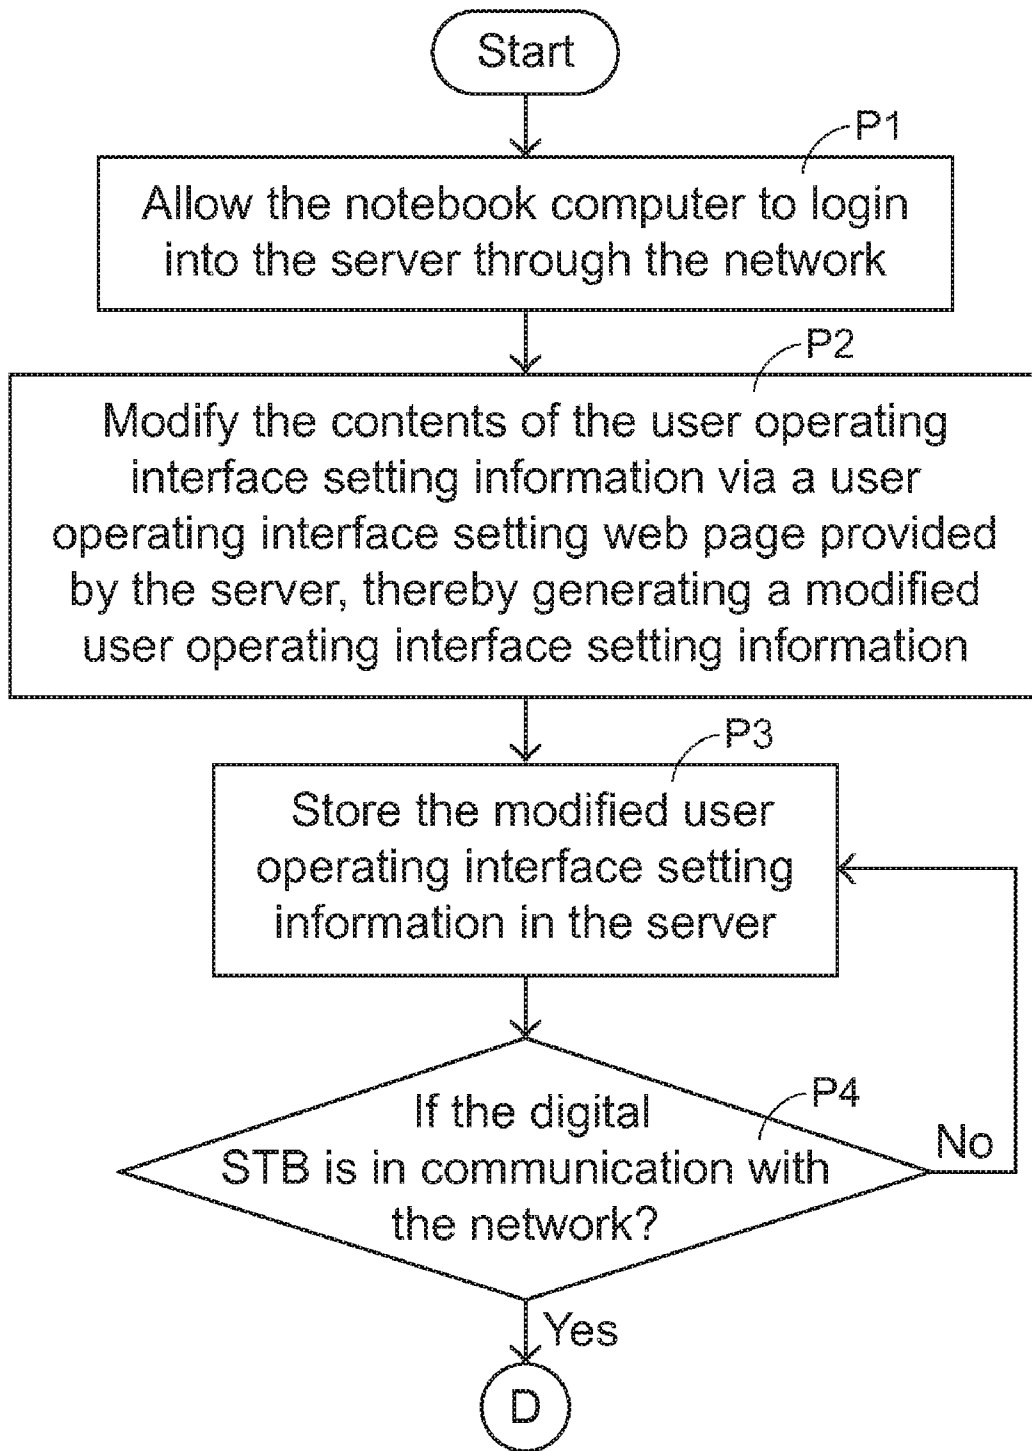 Start
P1
Allow the notebook computer to login
into the server through the network
P2
Modify the contents of the user operating
interface setting information via a user
operating interface setting web page provided
by the server, thereby generating a modified
user operating interface setting information
P3
Store the modified user
operating interface setting
information in the server
P4
If the digital
STB is in communication with
the network?
No
Yes
D